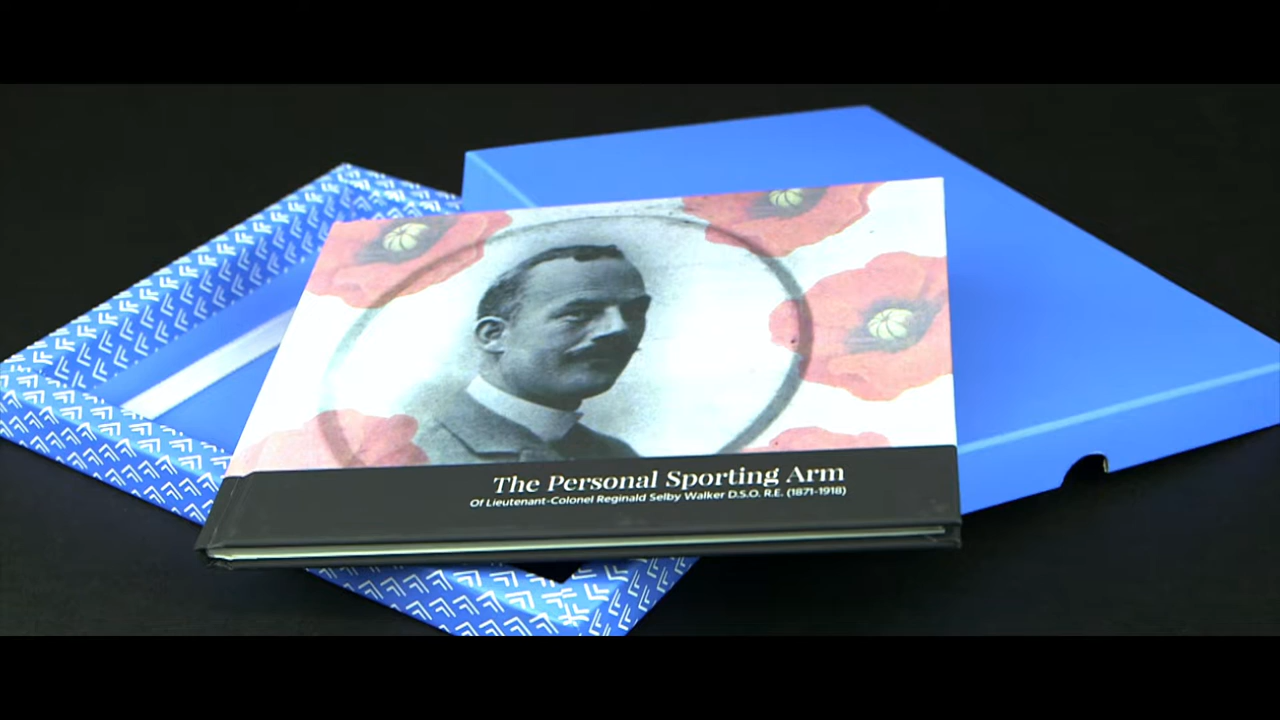 The Personal Sporting Arm
Of Lieutenant-Colonel Reginald Selby Walker D.S.O. R.E. (1871-1918)